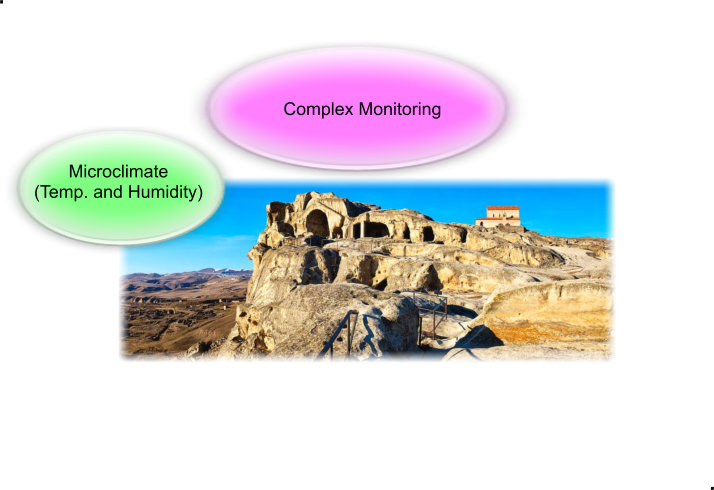 Complex Monitoring
Microclimate
(Temp. and Humidity)